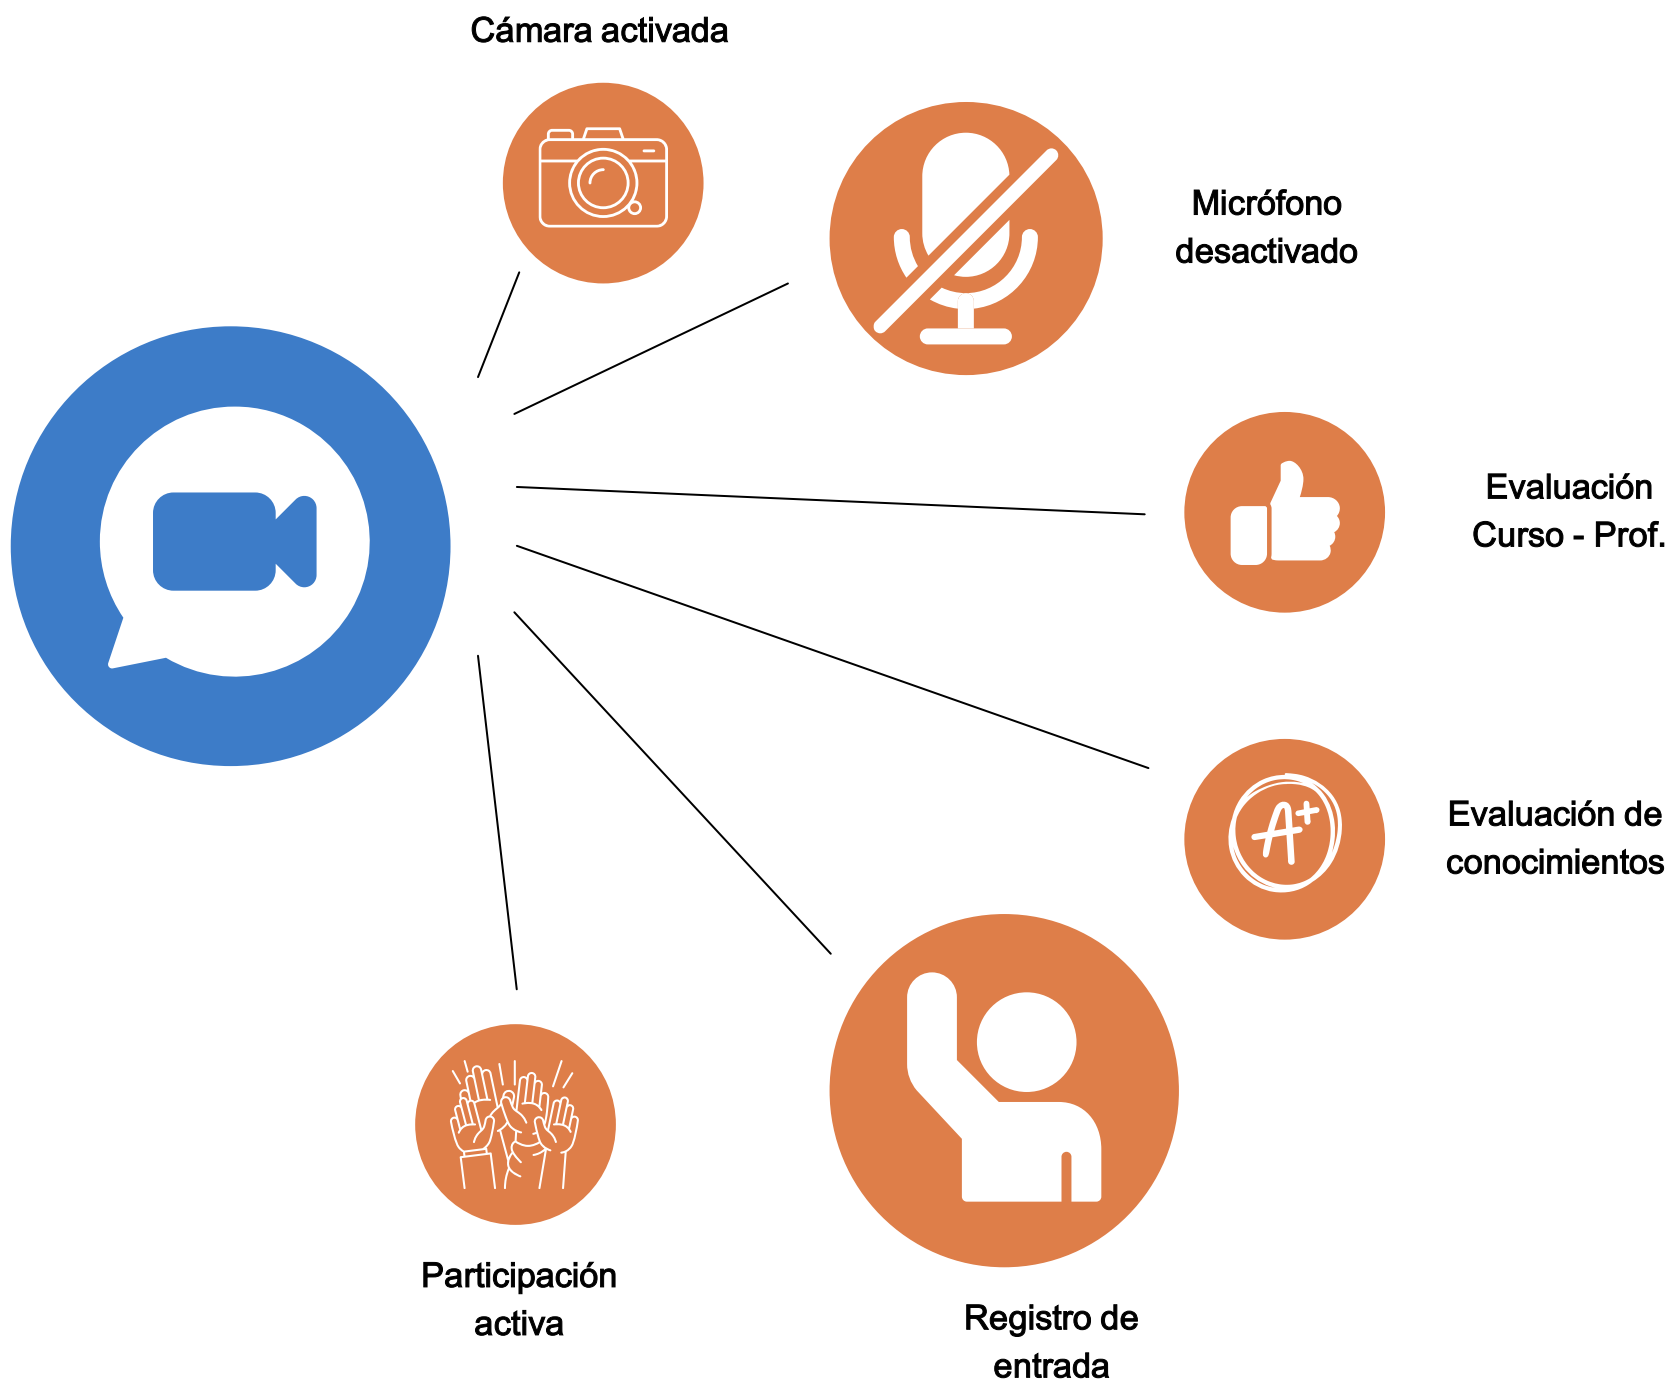 Cámara activada
Micrófono
desactivado
Evaluación
Curso - Prof.
A+
Evaluación de
conocimientos
Registro de
entrada
Participación
activa